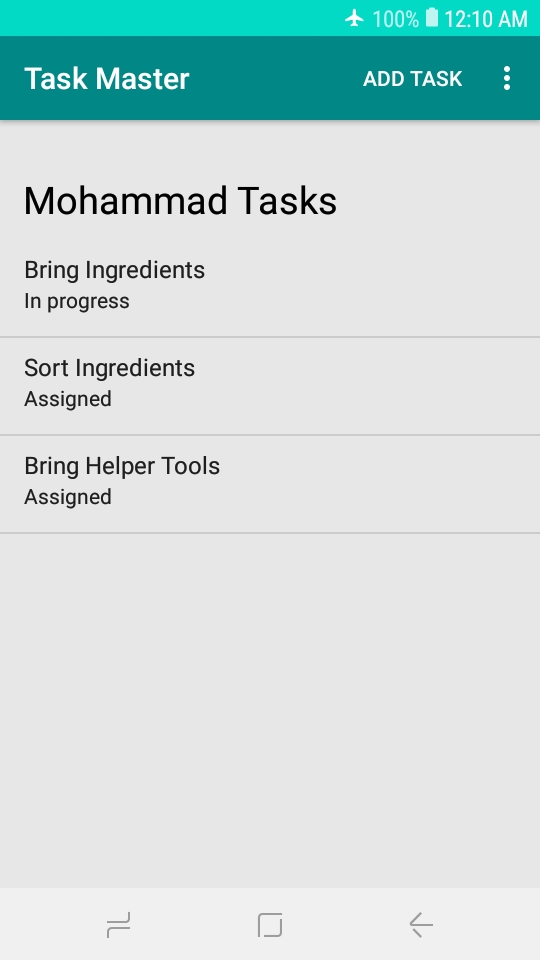 100% 12:10 AM
Task Master ADD TASK
Mohammad Tasks
Bring Ingredients
In progress
Sort Ingredients
Assigned
Bring Helper Tools
Assigned